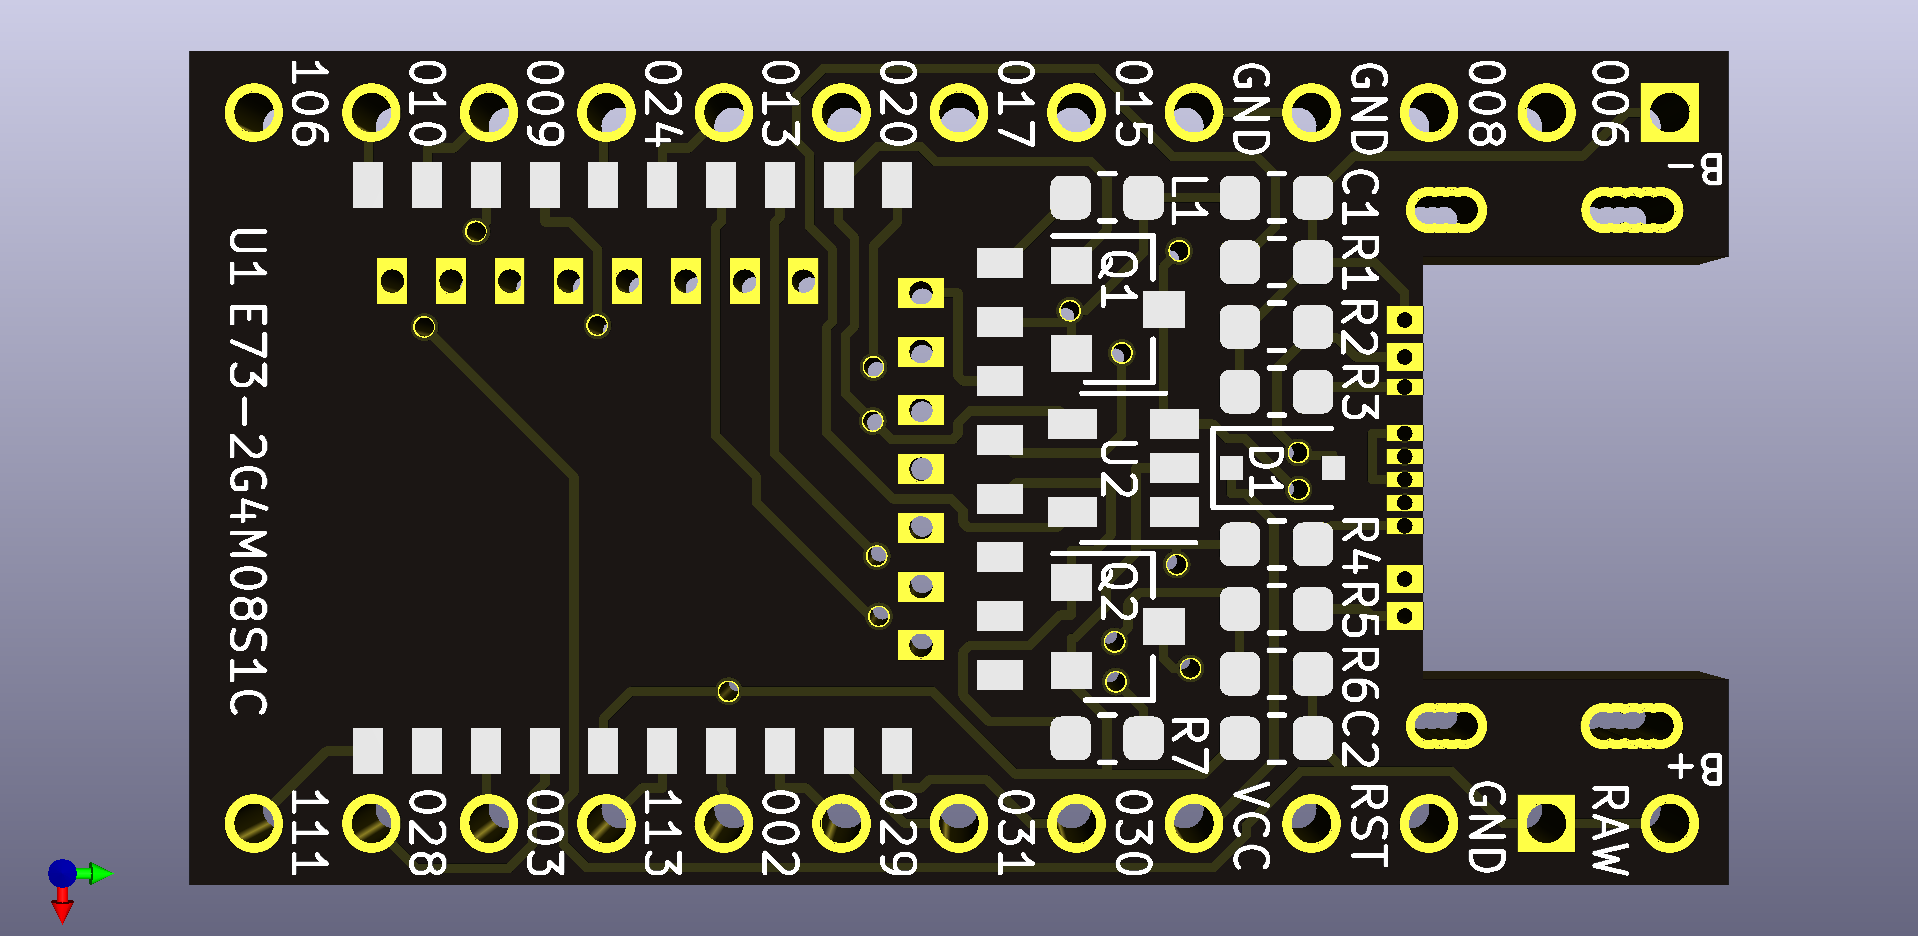 106
010
009
024
013
020
017
015
GND
GND
008
006
B-
U1 E73-2G4M08S1C
L1
Q1
U2
Q2
R7
D1
C1
R1
R2
R3
R4
R5
R6
C2
B+
111
028
003
113
002
029
031
030
VCC
RST
GND
RAW